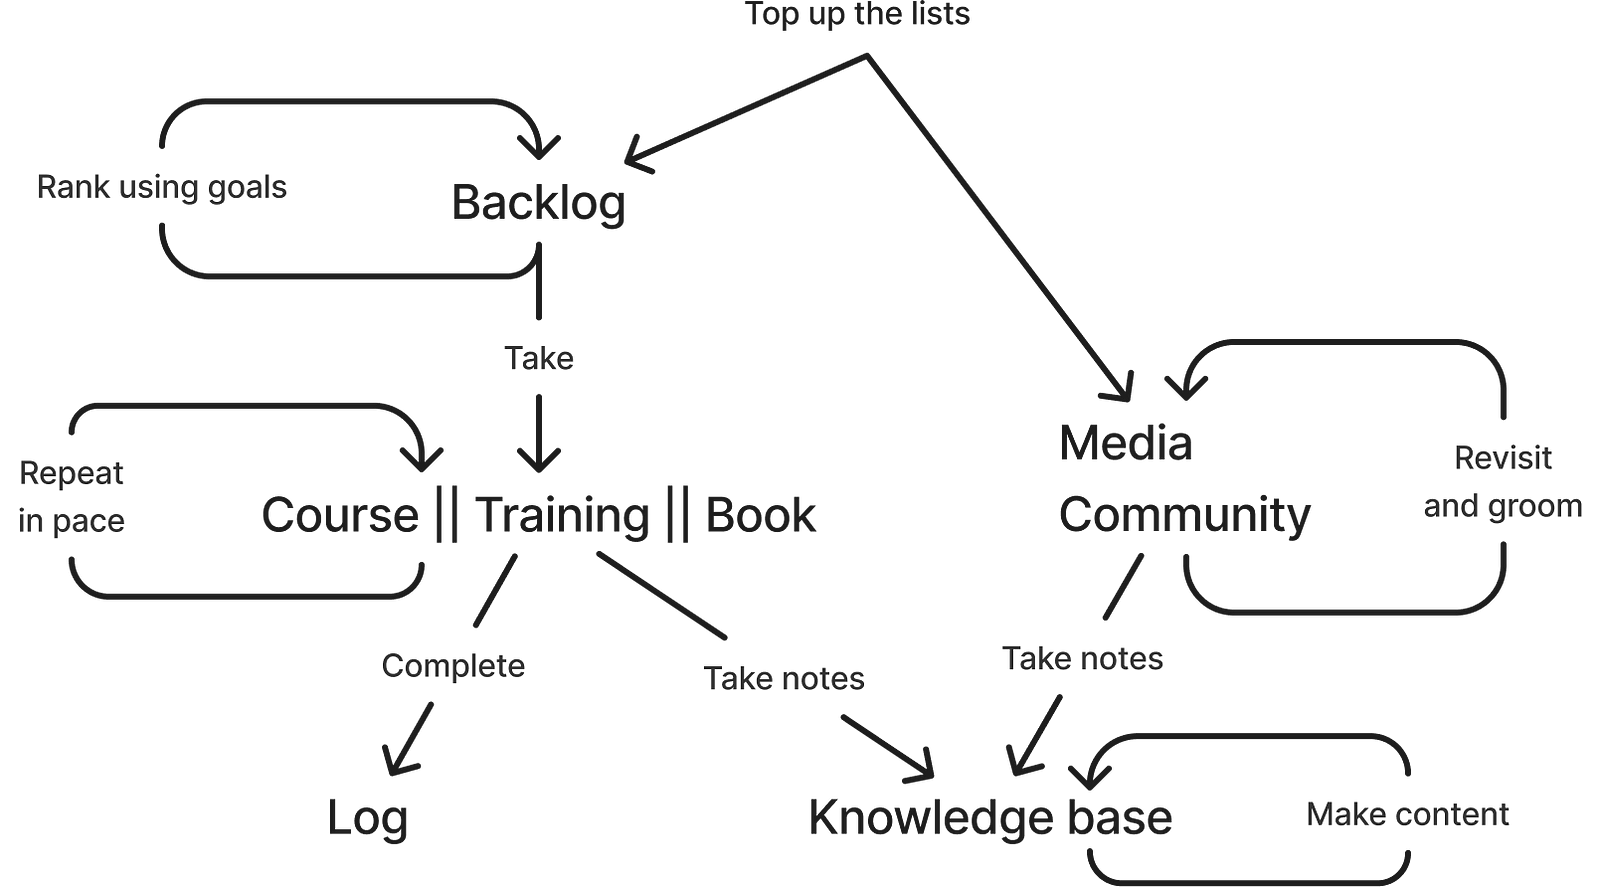 Top up the lists
Rank using goals
Backlog
Take
Repeat
in pace
Course || Training || Book
Media
Community
Revisit
and groom
Complete
Take notes
Take notes
Log
Knowledge base
Make content